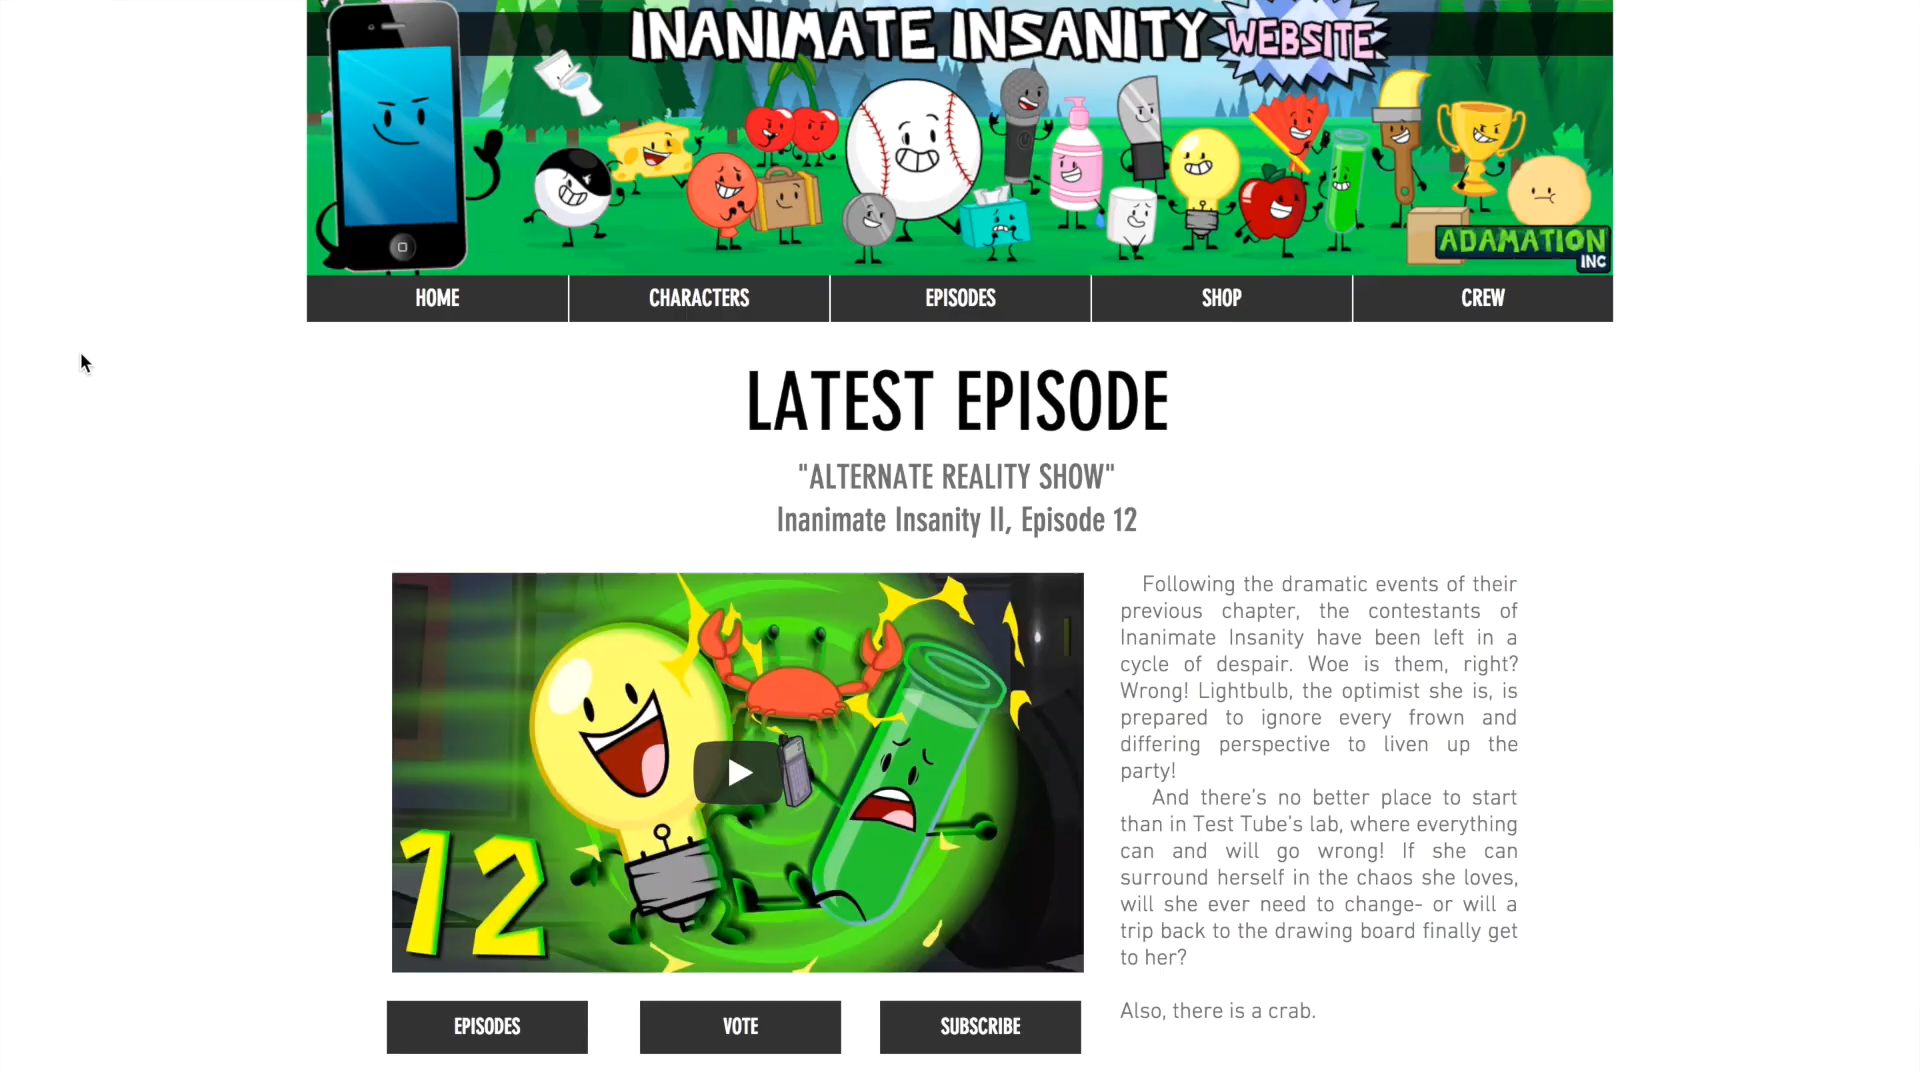 INANIMATE INSANITY WEBSITE
ADAMATION
INC
HOME CHARACTERS EPISODES SHOP CREW
LATEST EPISODE
"ALTERNATE REALITY SHOW"
Inanimate Insanity II, Episode 12
12
Following the dramatic events of their
previous chapter, the contestants of
Inanimate Insanity have been left in a
cycle of despair. Woe is them, right?
Wrong! Lightbulb, the optimist she is, is
prepared to ignore every frown and
differing perspective to liven up the
party!
And there’s no better place to start
than in Test Tube’s lab, where everything
can and will go wrong! If she can
surround herself in the chaos she loves,
will she ever need to change- or will a
trip back to the drawing board finally get
to her?
Also, there is a crab.
EPISODES VOTE SUBSCRIBE